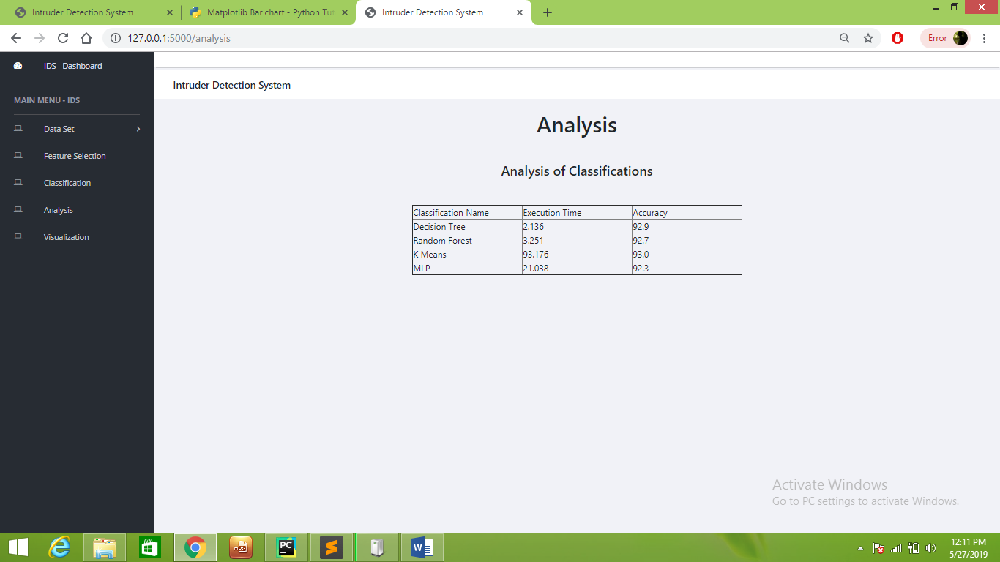 Intruder Detection System
Matplotlib Bar chart - Python Tut
Intruder Detection System
127.0.0.1:5000/analysis
Error
IDS - Dashboard
MAIN MENU - IDS
Data Set
Feature Selection
Classification
Analysis
Visualization
Intruder Detection System
Analysis
Analysis of Classifications
Classification Name Execution Time Accuracy
Decision Tree 2.136 92.9
Random Forest 3.251 92.7
K Means 93.176 93.0
MLP 21.038 92.3
Activate Windows
Go to PC settings to activate Windows.
MP3
PC
W
12:11 PM
5/27/2019